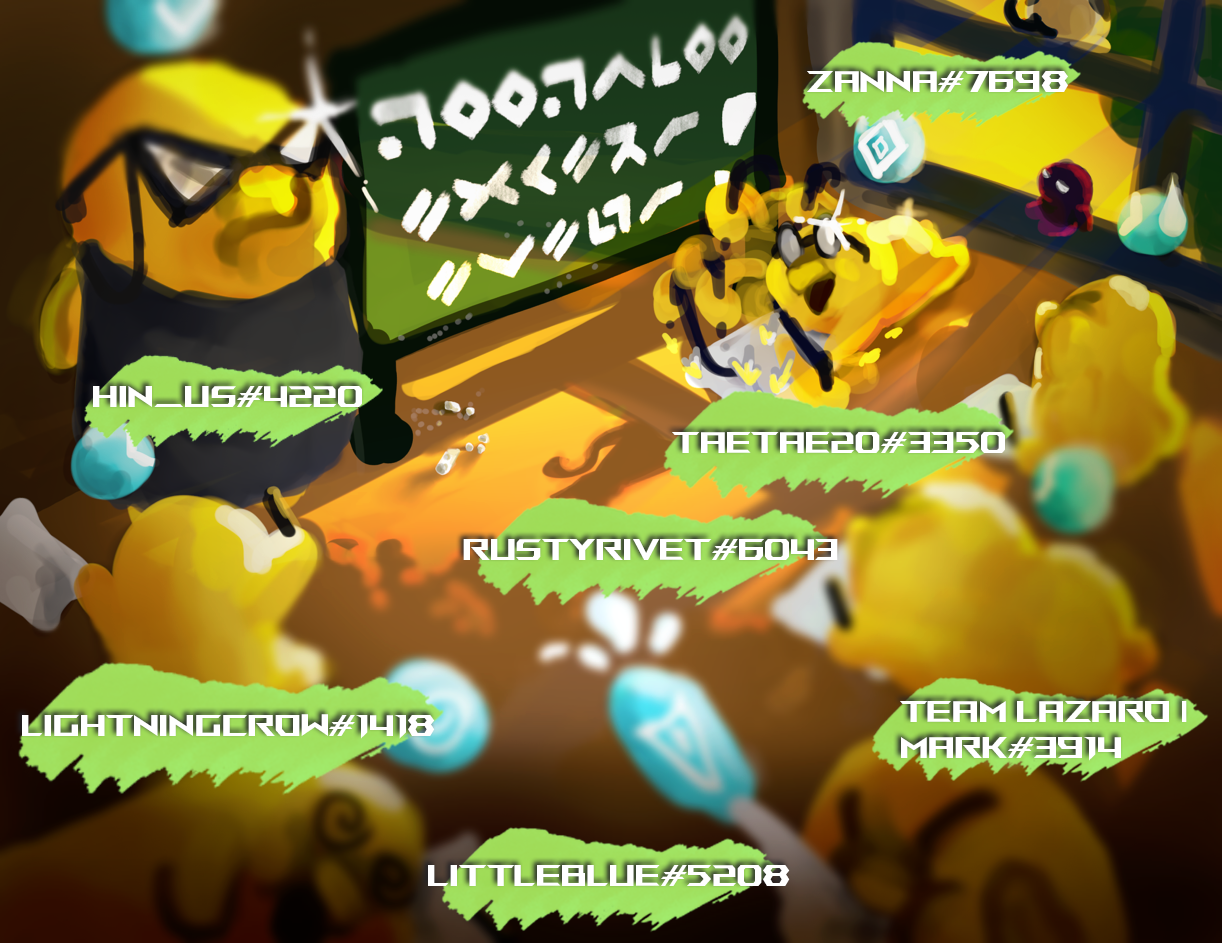 ZANNA#7698
HIN_US#4220
TAETAE20#3350
RUSTYRIVET#6043
LIGHTNINGCROW#1418
TEAM LAZARO |
MARK#3914
LITTLEBLUE#5208